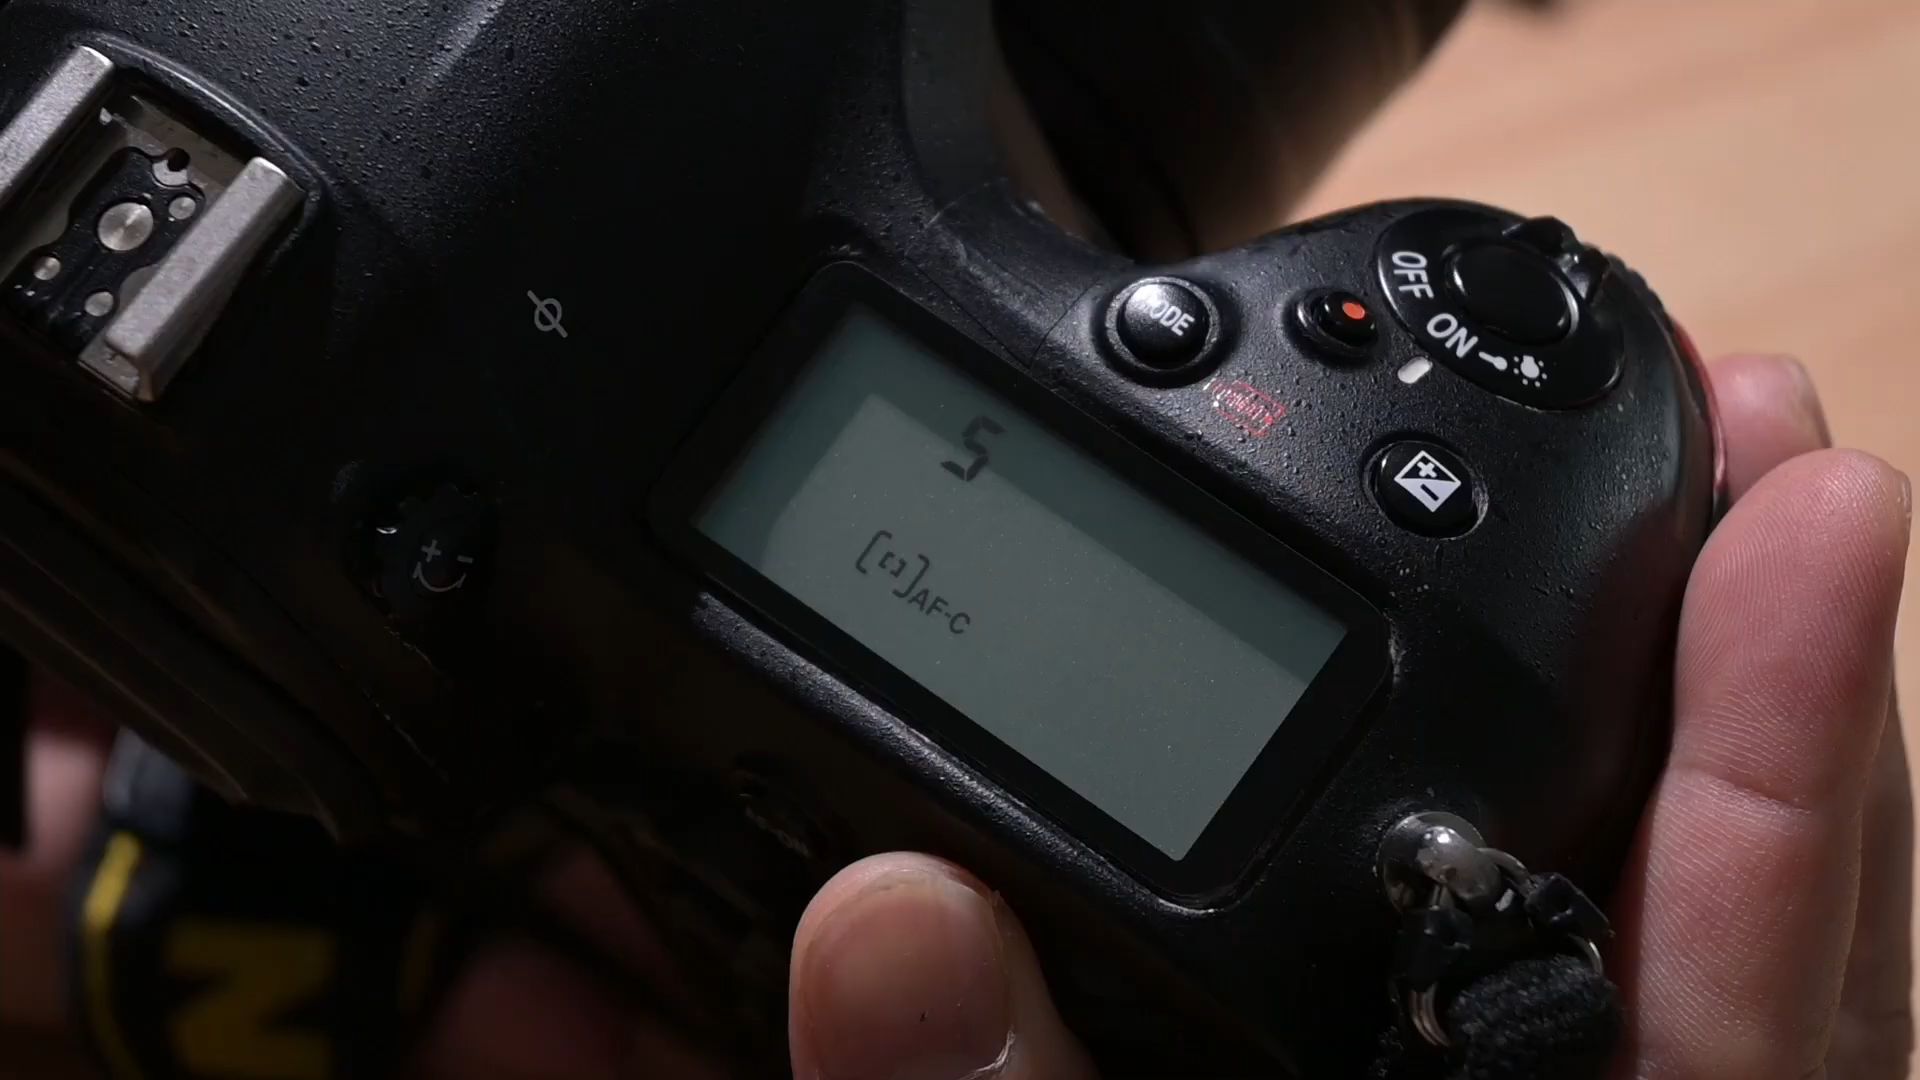 OFF
ON
MODE
S
[ ] AF-C
+ -
N